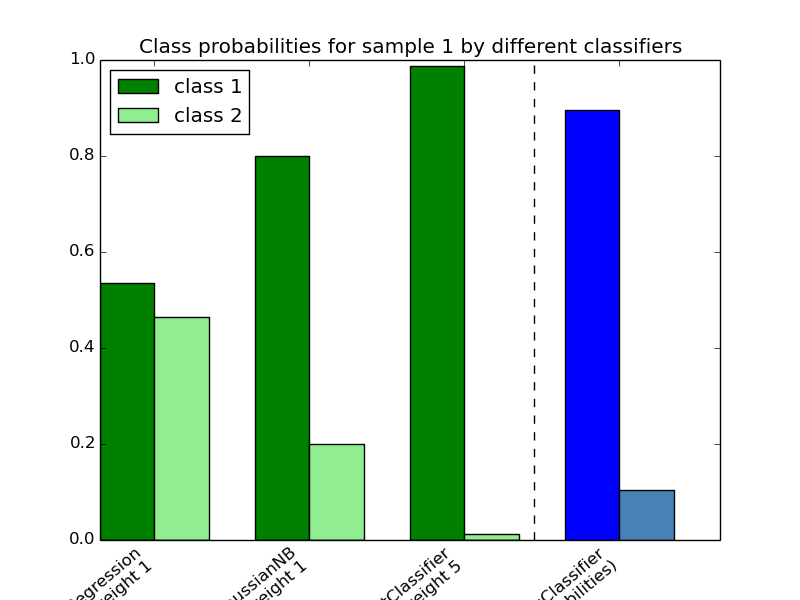 Class probabilities for sample 1 by different classifiers
1.0
class 1
class 2
0.8
0.6
0.4
0.2
0.0
egression
eight 1
ussianNB
eight 1
Classifier
eight 5
Classifier
bilities)